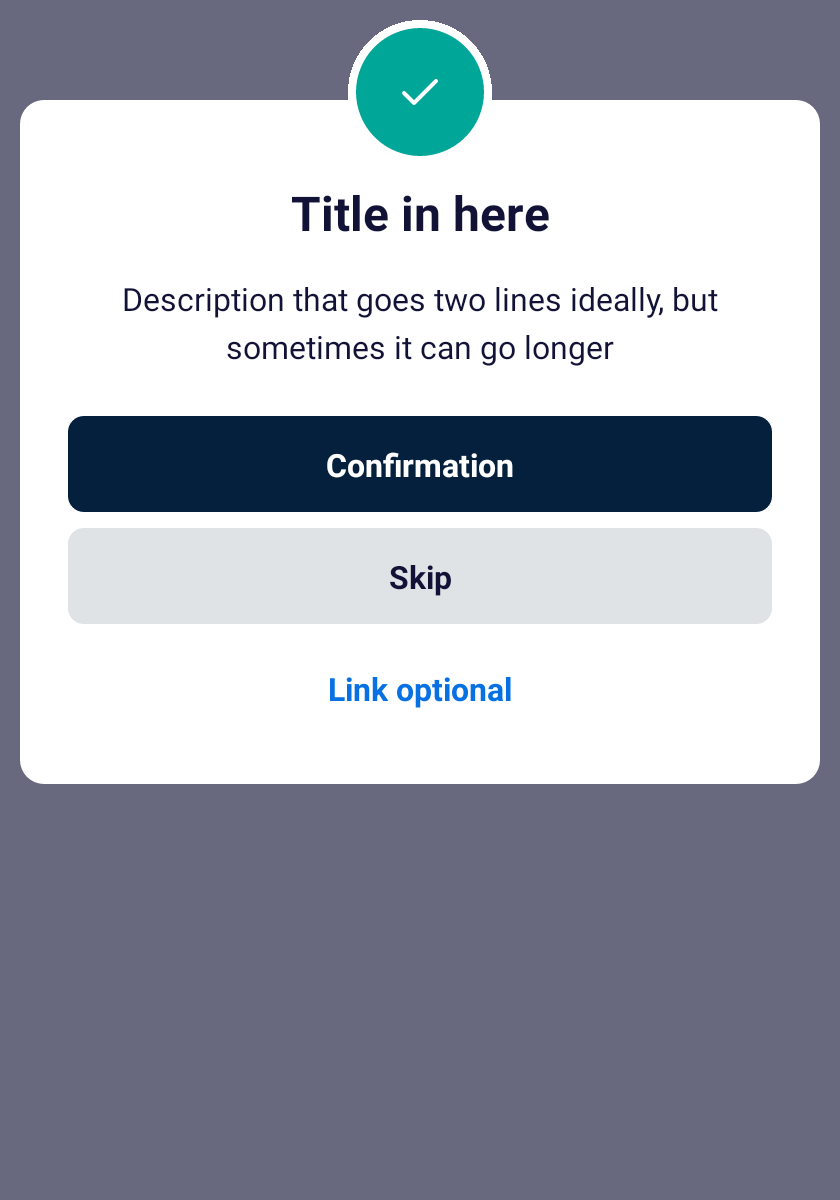 Title in here
Description that goes two lines ideally, but
sometimes it can go longer
Confirmation
Skip
Link optional